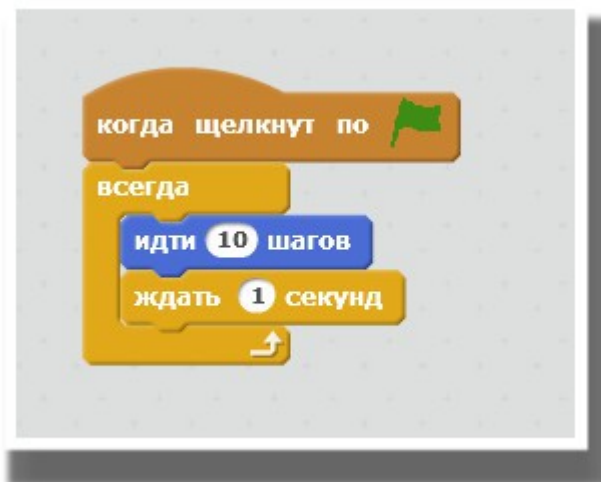 когда щелкнут по
всегда
идти 10 шагов
ждать 1 секунд